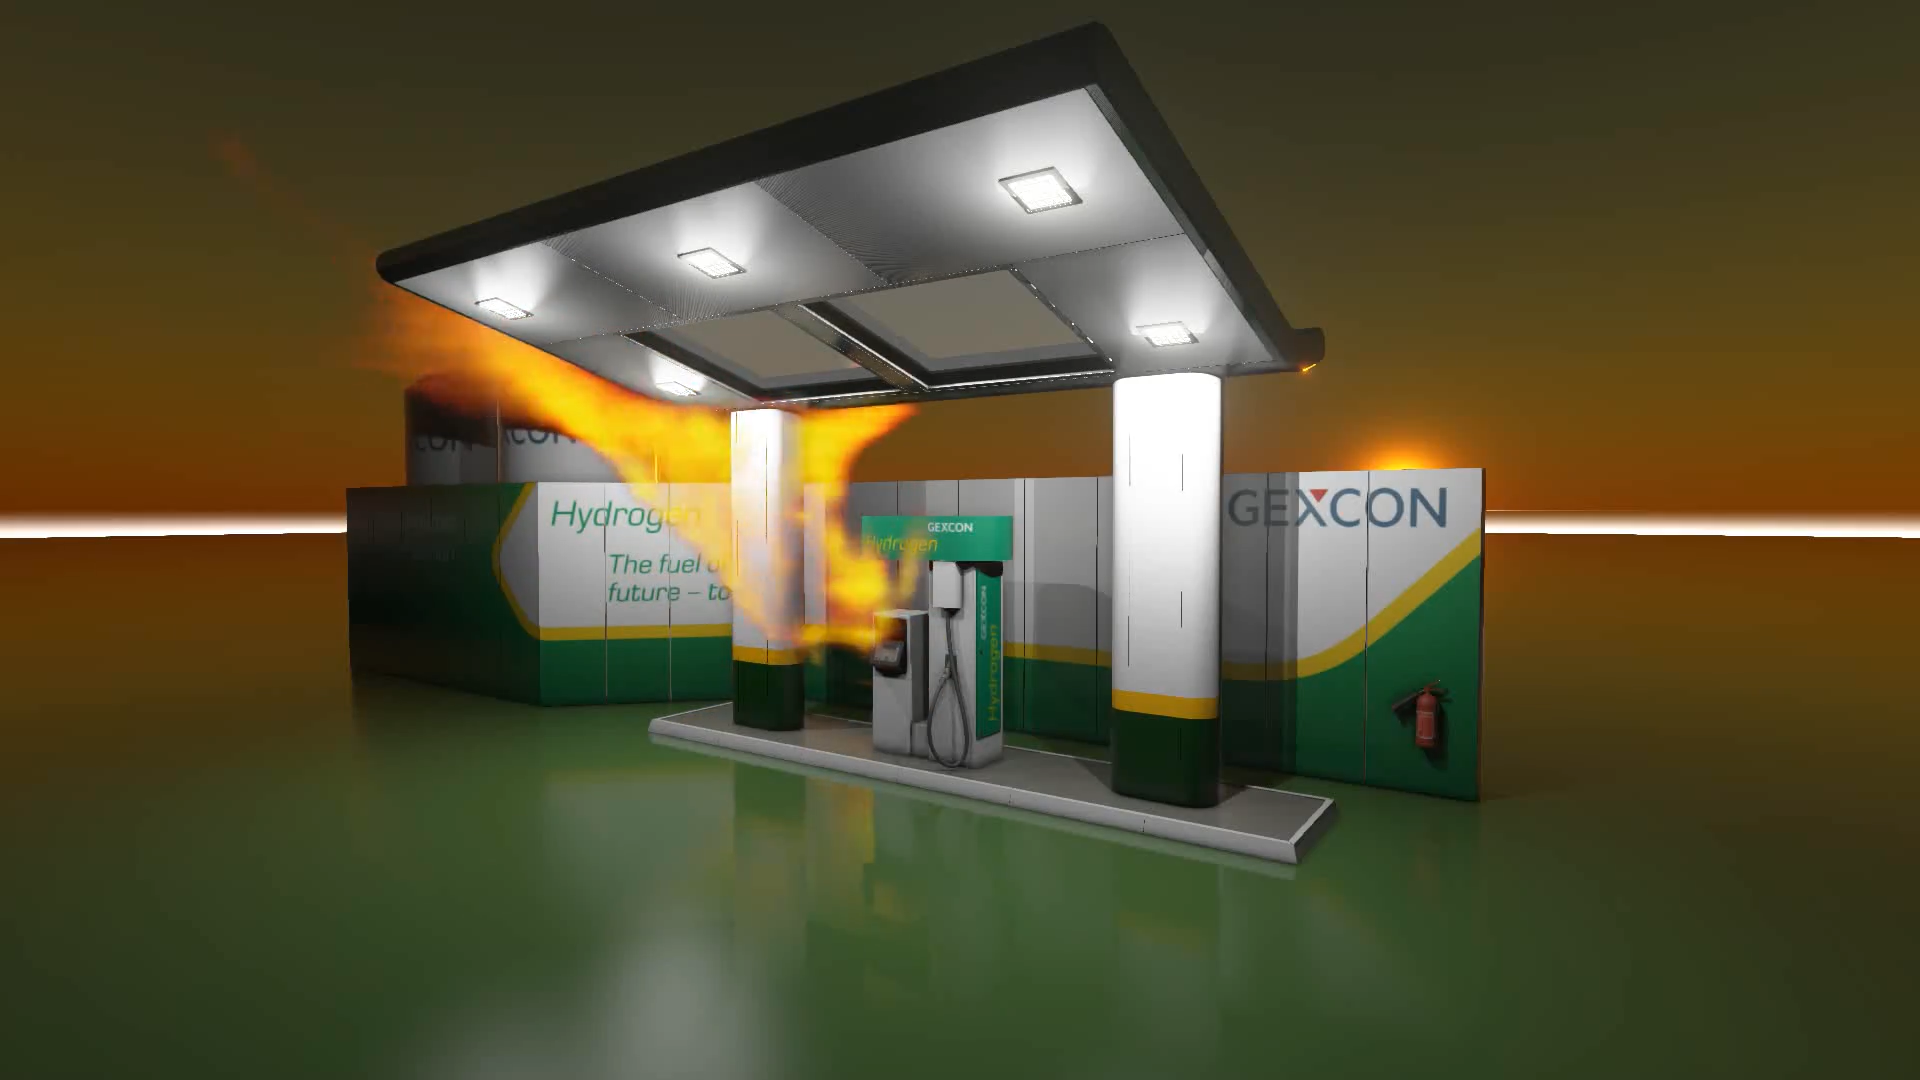 Hydrogen
The fuel
future –
GEXCON
Hydrogen
GEXCON
Hydrogen
GEXCON